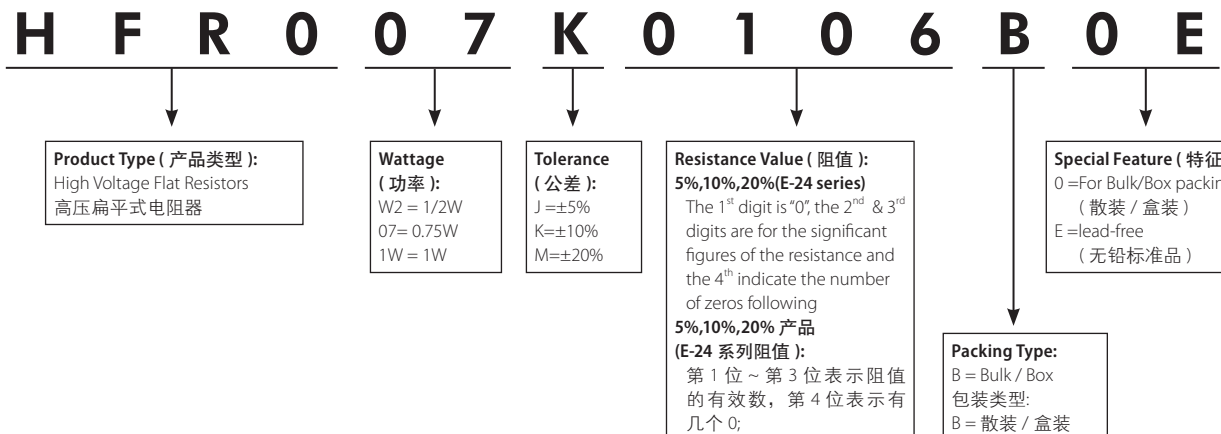 H F R 0 0 7 K 0 1 0 6 B 0 E
Product Type ( 产品类型 ):
High Voltage Flat Resistors
高压扁平式电阻器
Wattage
( 功率 ):
W2 = 1/2W
07= 0.75W
1W = 1W
Tolerance
( 公差 ):
J =±5%
K=±10%
M=±20%
Resistance Value ( 阻值 ):
5%,10%,20%(E-24 series)
The 1st digit is "0", the 2nd & 3rd
digits are for the significant
figures of the resistance and
the 4th indicate the number
of zeros following
5%,10%,20% 产品
(E-24 系列阻值 ):
第 1 位 ~ 第 3 位表示阻值
的有效数，第 4 位表示有
几个 0;
Packing Type:
B = Bulk / Box
包装类型:
B = 散装 / 盒装
Special Feature ( 特征
0 =For Bulk/Box packin
( 散装 / 盒装 )
E =lead-free
( 无铅标准品 )